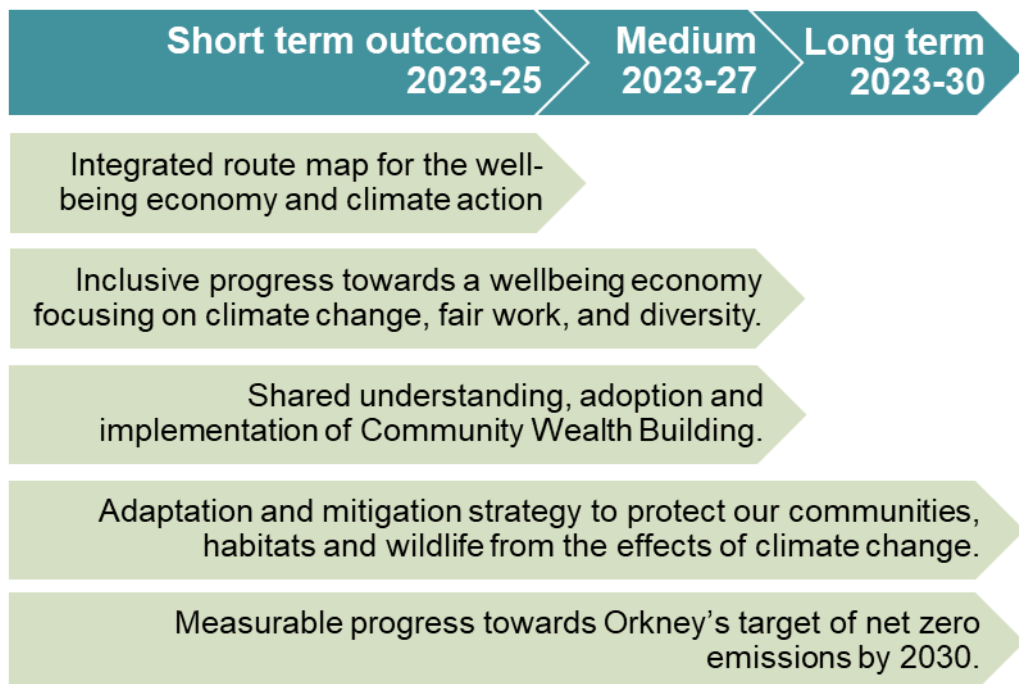 Short term outcomes
2023-25
Medium
2023-27
Long term
2023-30
Integrated route map for the well-
being economy and climate action
Inclusive progress towards a wellbeing economy
focusing on climate change, fair work, and diversity.
Shared understanding, adoption and
implementation of Community Wealth Building.
Adaptation and mitigation strategy to protect our communities,
habitats and wildlife from the effects of climate change.
Measurable progress towards Orkney’s target of net zero
emissions by 2030.